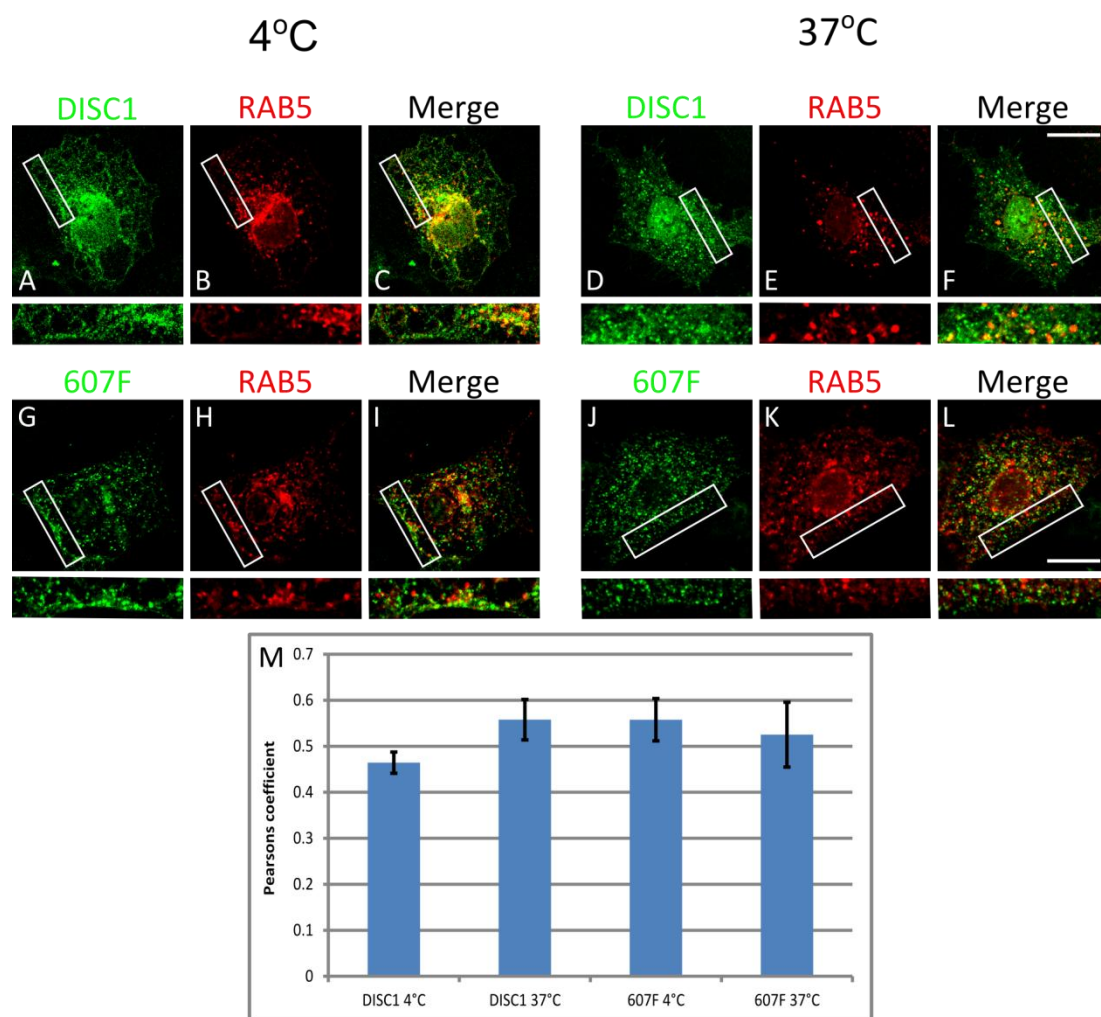 4°C 37°C
DISC1 RAB5 Merge DISC1 RAB5 Merge
A B C D E F
607F RAB5 Merge 607F RAB5 Merge
G H I J K L
M
Pearsons coefficient
0.7
0.6
0.5
0.4
0.3
0.2
0.1
0
DISC1 4°C DISC1 37°C 607F 4°C 607F 37°C